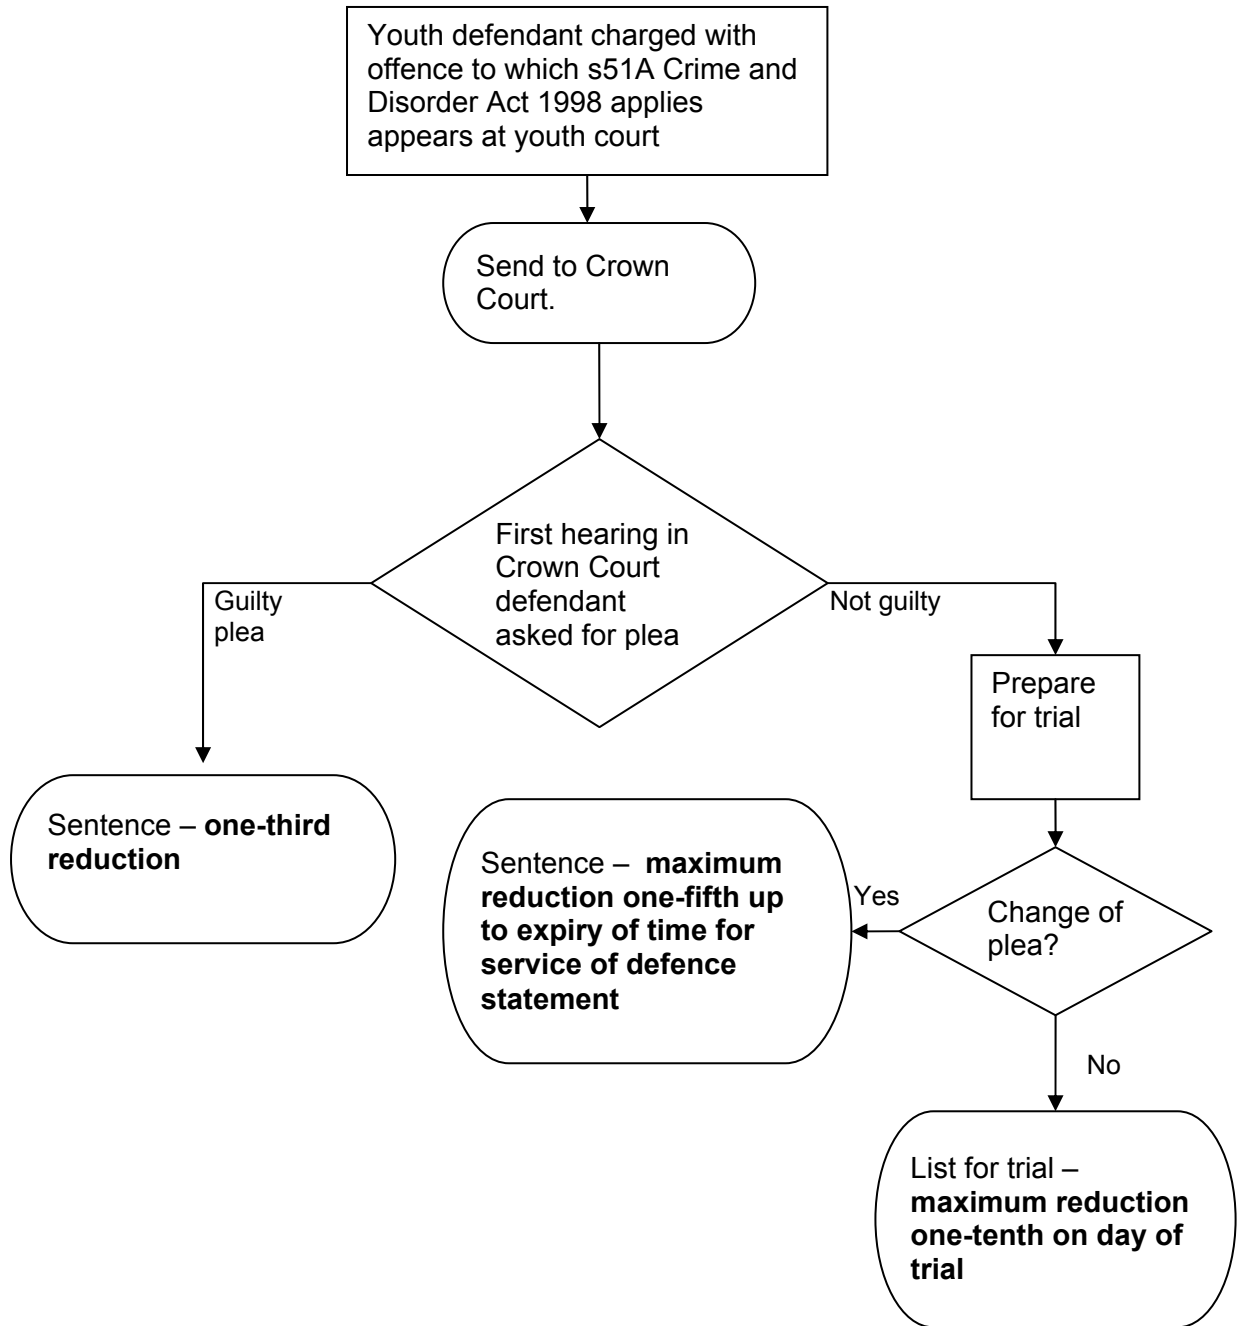 Youth defendant charged with
offence to which s51A Crime and
Disorder Act 1998 applies
appears at youth court
Send to Crown
Court.
First hearing in
Crown Court
defendant
asked for plea
Guilty
plea
Not guilty
Prepare
for trial
Sentence – one-third
reduction
Sentence – maximum
reduction one-fifth up
to expiry of time for
service of defence
statement
Yes
Change of
plea?
No
List for trial –
maximum reduction
one-tenth on day of
trial